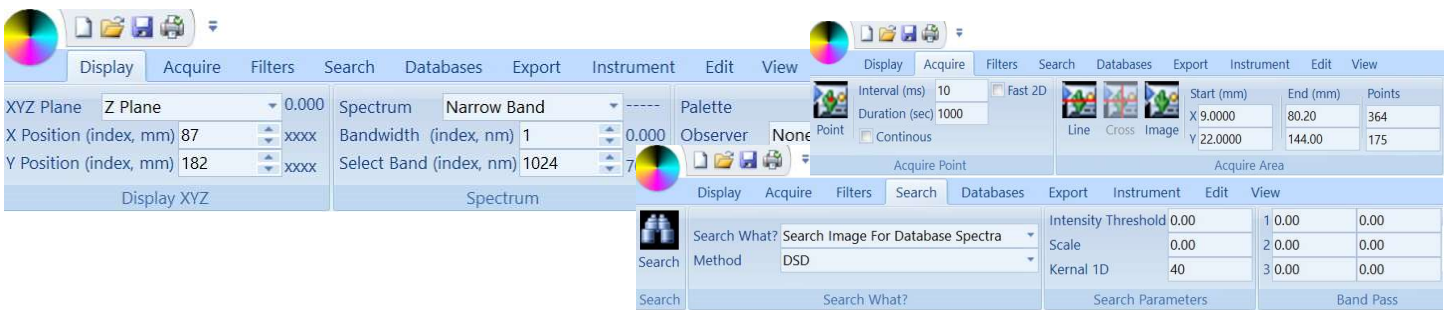 Display Acquire Filters Search Databases Export Instrument Edit View
XYZ Plane Z Plane 0.000 Spectrum Narrow Band ----- Palette
X Position (index, mm) 87 xxxx Bandwidth (index, nm) 1 0.000 Observer None
Y Position (index, mm) 182 xxxx Select Band (index, nm) 1024 7
Display XYZ Spectrum
Display Acquire Filters Search Databases Export Instrument Edit View
Interval (ms) 10 Fast 2D Start (mm) End (mm) Points
Duration (sec) 1000 X 9.0000 80.20 364
Point Continous Line Cross Image Y 22.0000 144.00 175
Acquire Point Acquire Area
Display Acquire Filters Search Databases Export Instrument Edit View
Intensity Threshold 0.00 1 0.00 0.00
Search What? Search Image For Database Spectra Scale 0.00 2 0.00 0.00
Search Method DSD Kernal 1D 40 3 0.00 0.00
Search Search What? Search Parameters Band Pass